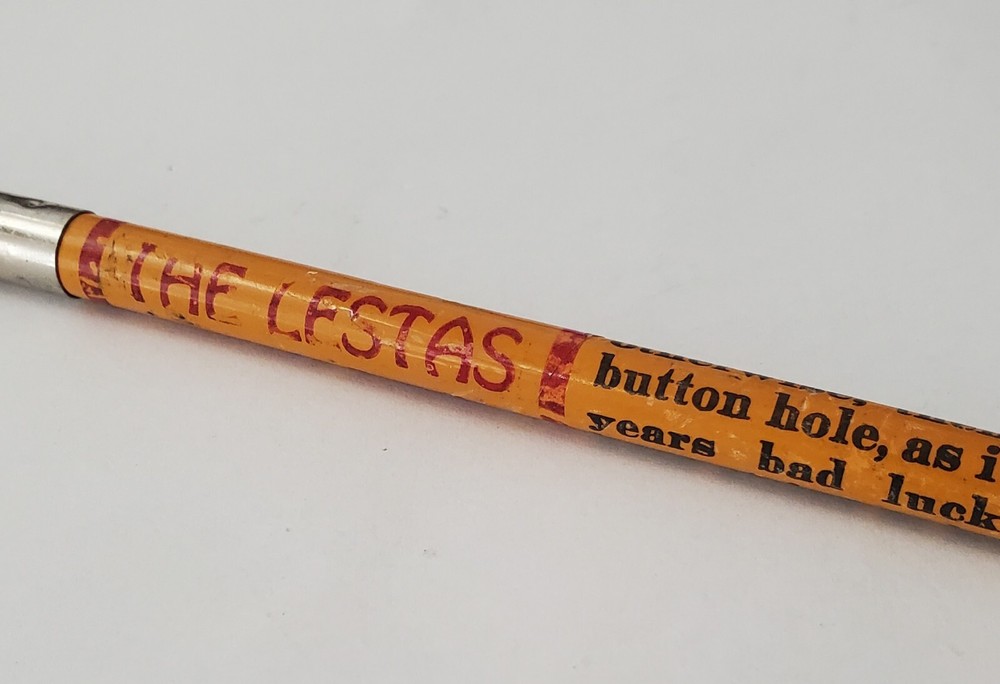 THE LESTAS
button hole, as i
years bad luck